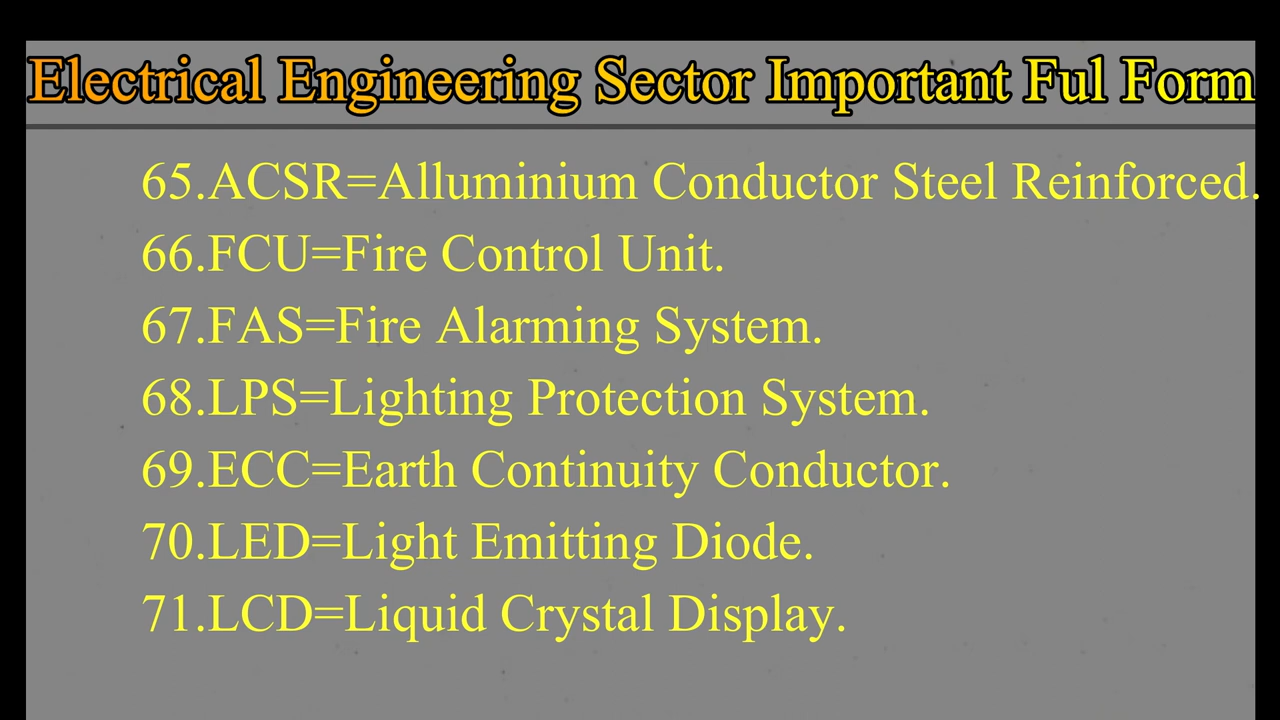 Electrical Engineering Sector Important Ful Form
65.ACSR=Alluminium Conductor Steel Reinforced.
66.FCU=Fire Control Unit.
67.FAS=Fire Alarming System.
68.LPS=Lighting Protection System.
69.ECC=Earth Continuity Conductor.
70.LED=Light Emitting Diode.
71.LCD=Liquid Crystal Display.